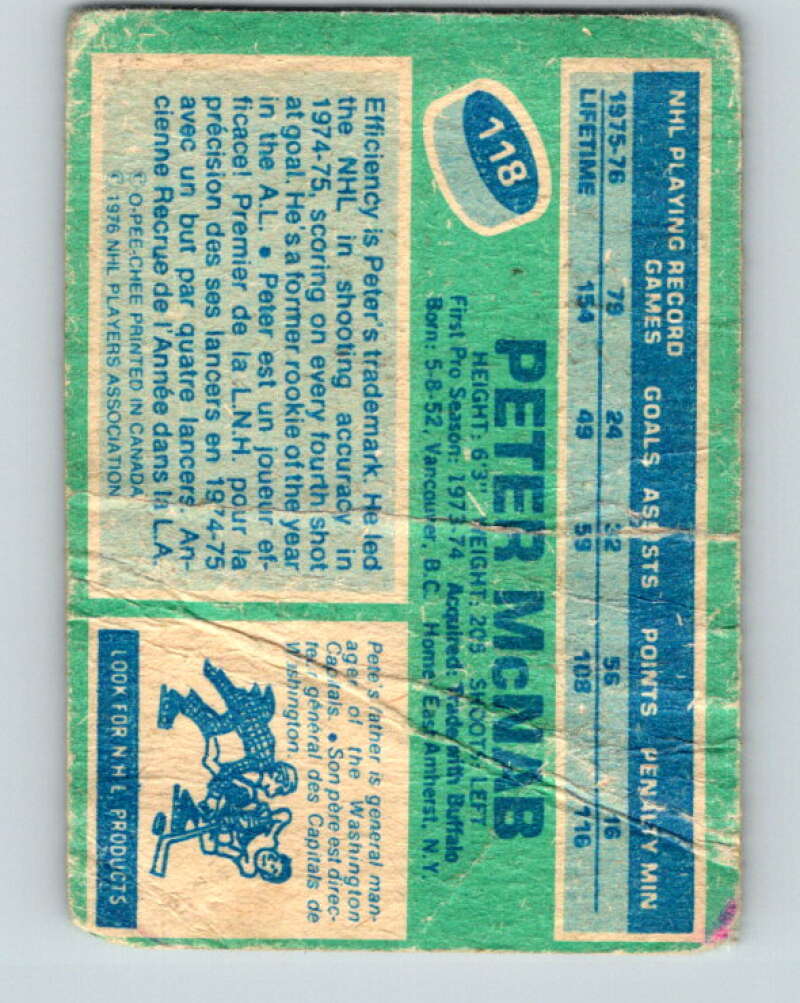 NHL PLAYING RECORD
GAMES GOALS ASSISTS POINTS PENALTY MIN
1975-76 79 24 32 56 16
LIFETIME 154 49 59 108 116
118
PETER McNAB
HEIGHT: 6'3" WEIGHT: 205 SHOOTS: LEFT
First Pro Season: 1973-74 Acquired: Trade with Buffalo
Born: 5-8-52, Vancouver, B.C. Home: East Amherst, N.Y.
Efficiency is Peter's trademark. He led
the NHL in shooting accuracy in
1974-75, scoring on every fourth shot
at goal. He's a former rookie of the year
in the A.L. • Peter est un joueur ef-
ficace! Premier de la L.N.H. pour la
précision des ses lancers en 1974-75
avec un but par quatre lancers. An-
cienne Recrue de l'Année dans la L.A.
© O-PEE-CHEE PRINTED IN CANADA
© 1976 NHL PLAYERS ASSOCIATION
Pete's father is general man-
ager of the Washington
Capitals. • Son père est direc-
teur général des Capitals de
Washington.
LOOK FOR NHL PRODUCTS